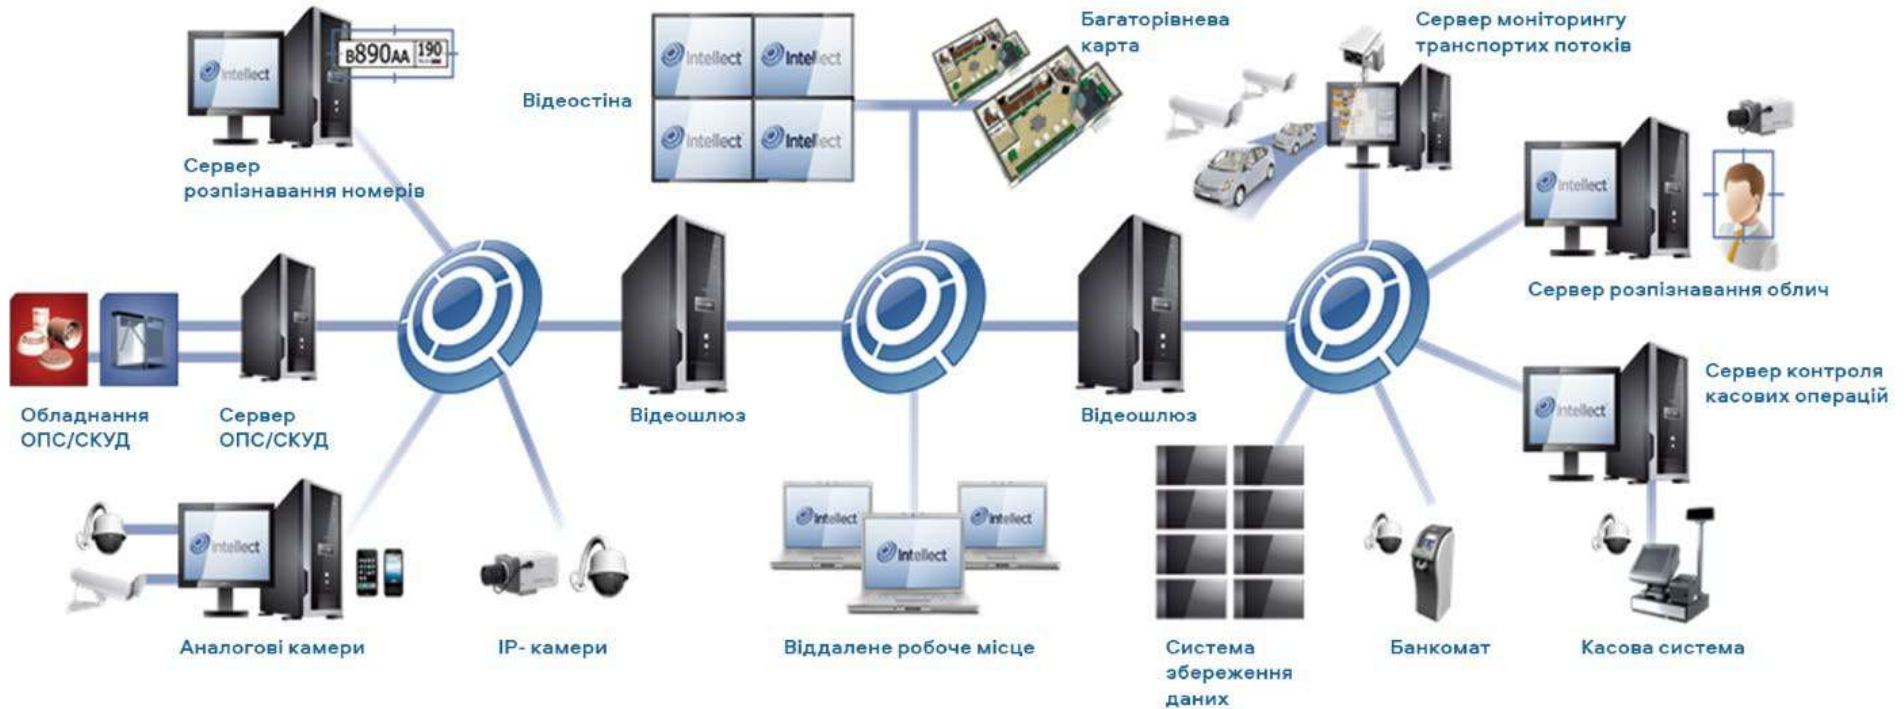 Intellect
B890AA 190
Сервер
розпізнавання номерів
Відеостіна
Intellect
Intellect
Intellect
Intellect
Багаторівнева
карта
Сервер моніторингу
транспортих потоків
Intellect
Сервер розпізнавання облич
Обладнання
ОПС/СКУД
Сервер
ОПС/СКУД
Відеошлюз
Відеошлюз
Intellect
Сервер контроля
касових операцій
Intellect
Аналогові камери
IP- камери
Intellect
Intellect
Intellect
Віддалене робоче місце
Система
збереження
даних
Банкомат
Касова система